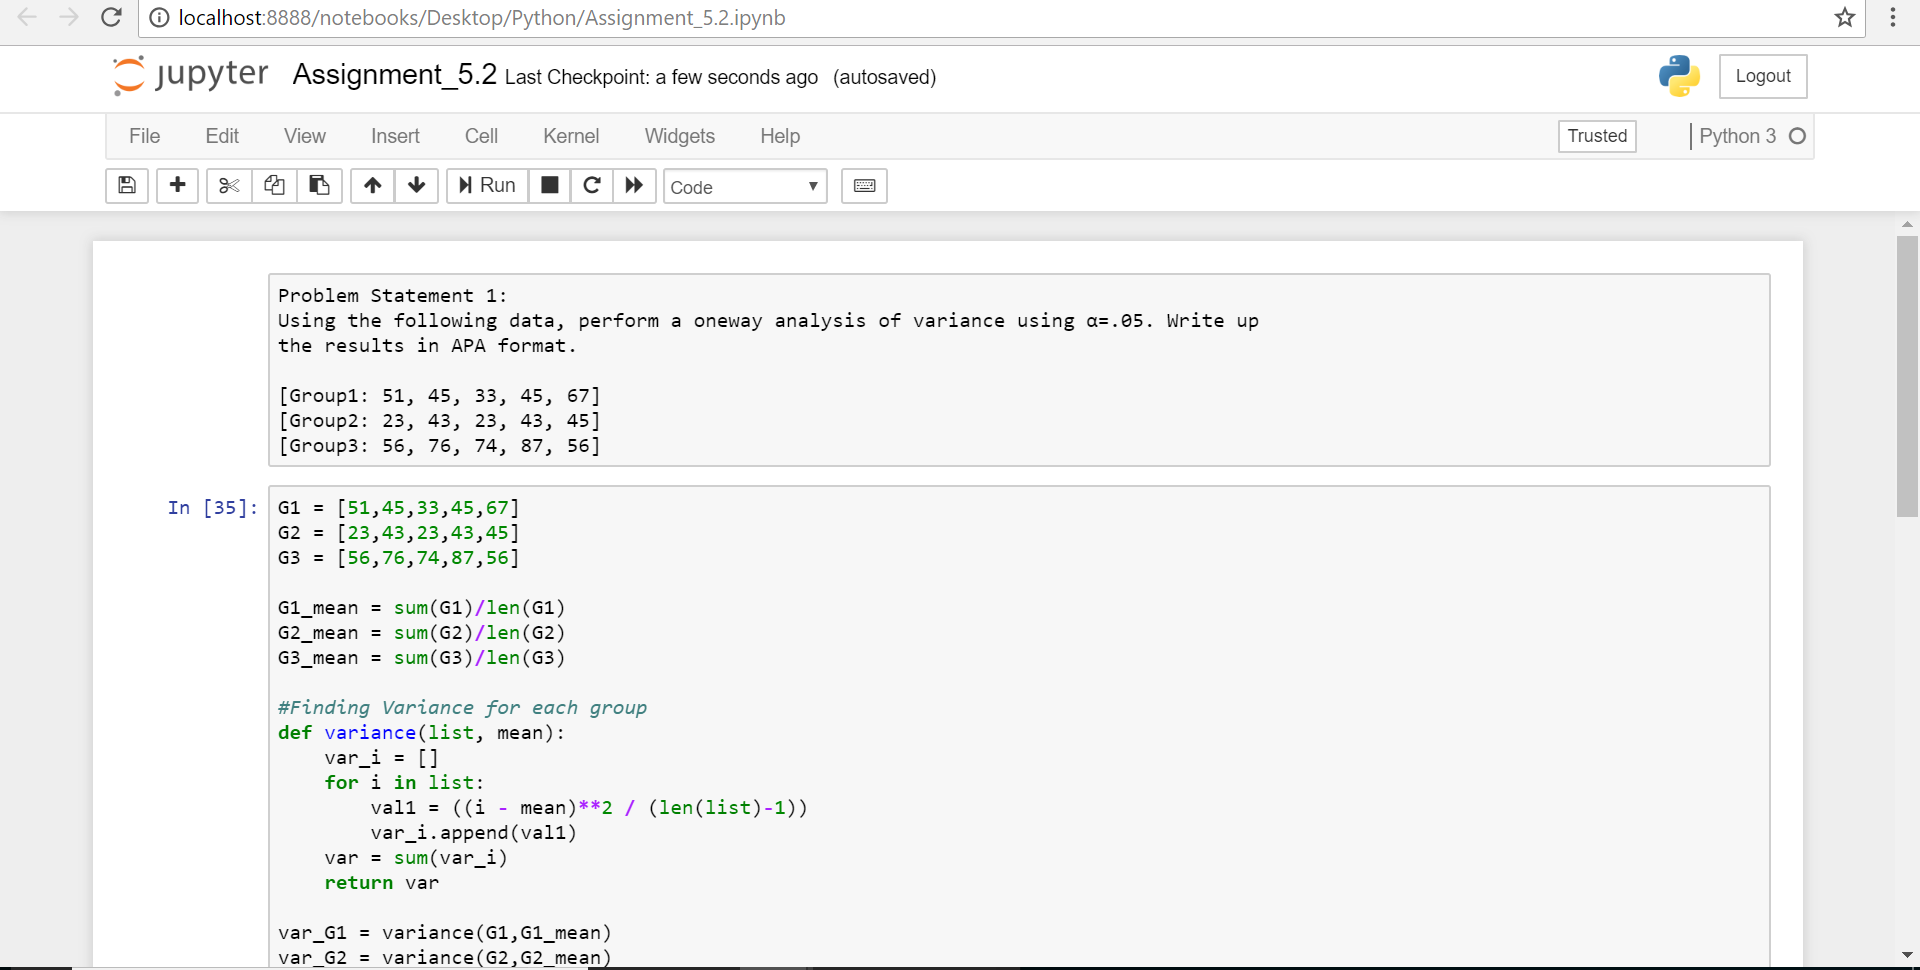 localhost:8888/notebooks/Desktop/Python/Assignment_5.2.ipynb
jupyter Assignment_5.2 Last Checkpoint: a few seconds ago (autosaved) Logout
File Edit View Insert Cell Kernel Widgets Help Trusted Python 3
Run Code
Problem Statement 1:
Using the following data, perform a oneway analysis of variance using α=.05. Write up
the results in APA format.
[Group1: 51, 45, 33, 45, 67]
[Group2: 23, 43, 23, 43, 45]
[Group3: 56, 76, 74, 87, 56]
In [35]: G1 = [51,45,33,45,67]
G2 = [23,43,23,43,45]
G3 = [56,76,74,87,56]
G1_mean = sum(G1)/len(G1)
G2_mean = sum(G2)/len(G2)
G3_mean = sum(G3)/len(G3)
#Finding Variance for each group
def variance(list, mean):
    var_i = []
    for i in list:
        val1 = ((i - mean)**2 / (len(list)-1))
        var_i.append(val1)
    var = sum(var_i)
    return var
var_G1 = variance(G1,G1_mean)
var_G2 = variance(G2,G2_mean)